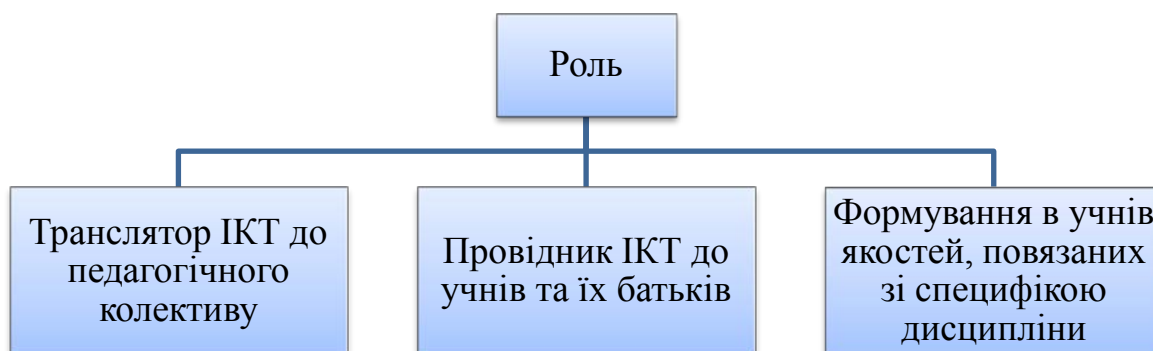 Роль
Транслятор ІКТ до
педагогічного
колективу
Провідник ІКТ до
учнів та їх батьків
Формування в учнів
якостей, повязаних
зі специфікою
дисципліни